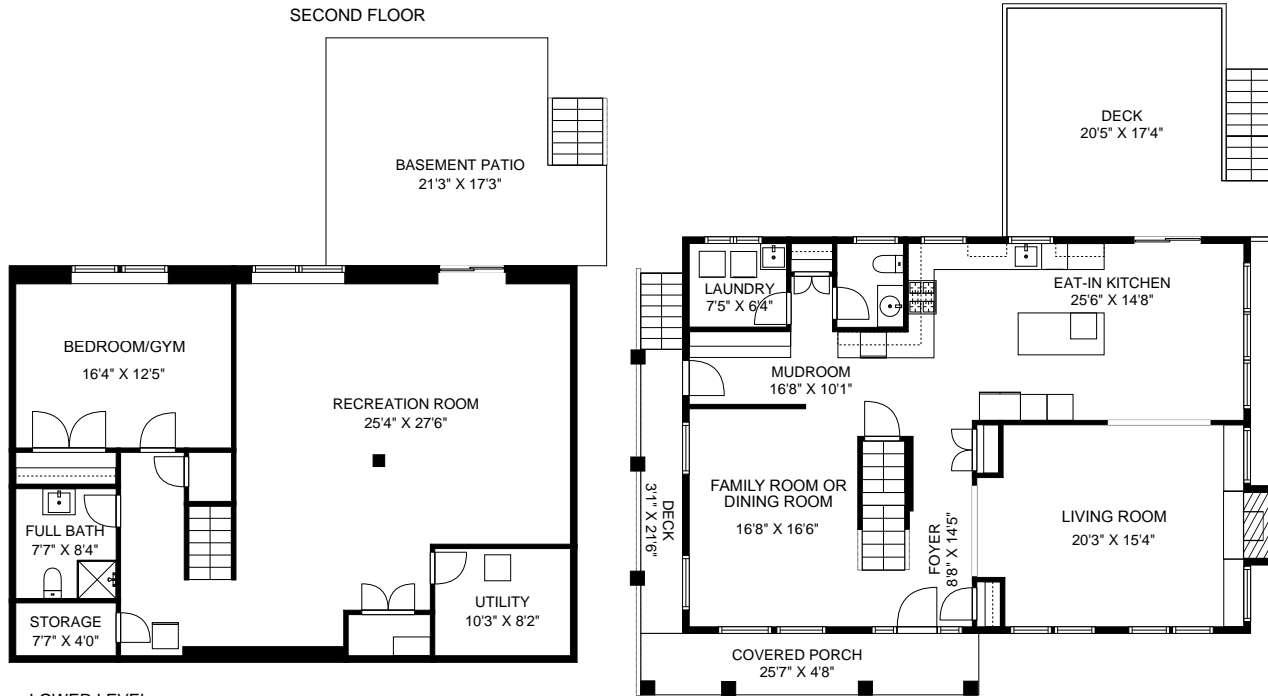 SECOND FLOOR
BASEMENT PATIO
21'3" X 17'3"
BEDROOM/GYM
16'4" X 12'5"
RECREATION ROOM
25'4" X 27'6"
FULL BATH
7'7" X 8'4"
STORAGE
7'7" X 4'0"
UTILITY
10'3" X 8'2"
LOWER LEVEL
DECK
20'5" X 17'4"
LAUNDRY
7'5" X 6'4"
EAT-IN KITCHEN
25'6" X 14'8"
MUDROOM
16'8" X 10'1"
DECK
3'1" X 21'6"
FAMILY ROOM OR
DINING ROOM
16'8" X 16'6"
FOYER
8'8" X 14'5"
LIVING ROOM
20'3" X 15'4"
COVERED PORCH
25'7" X 4'8"